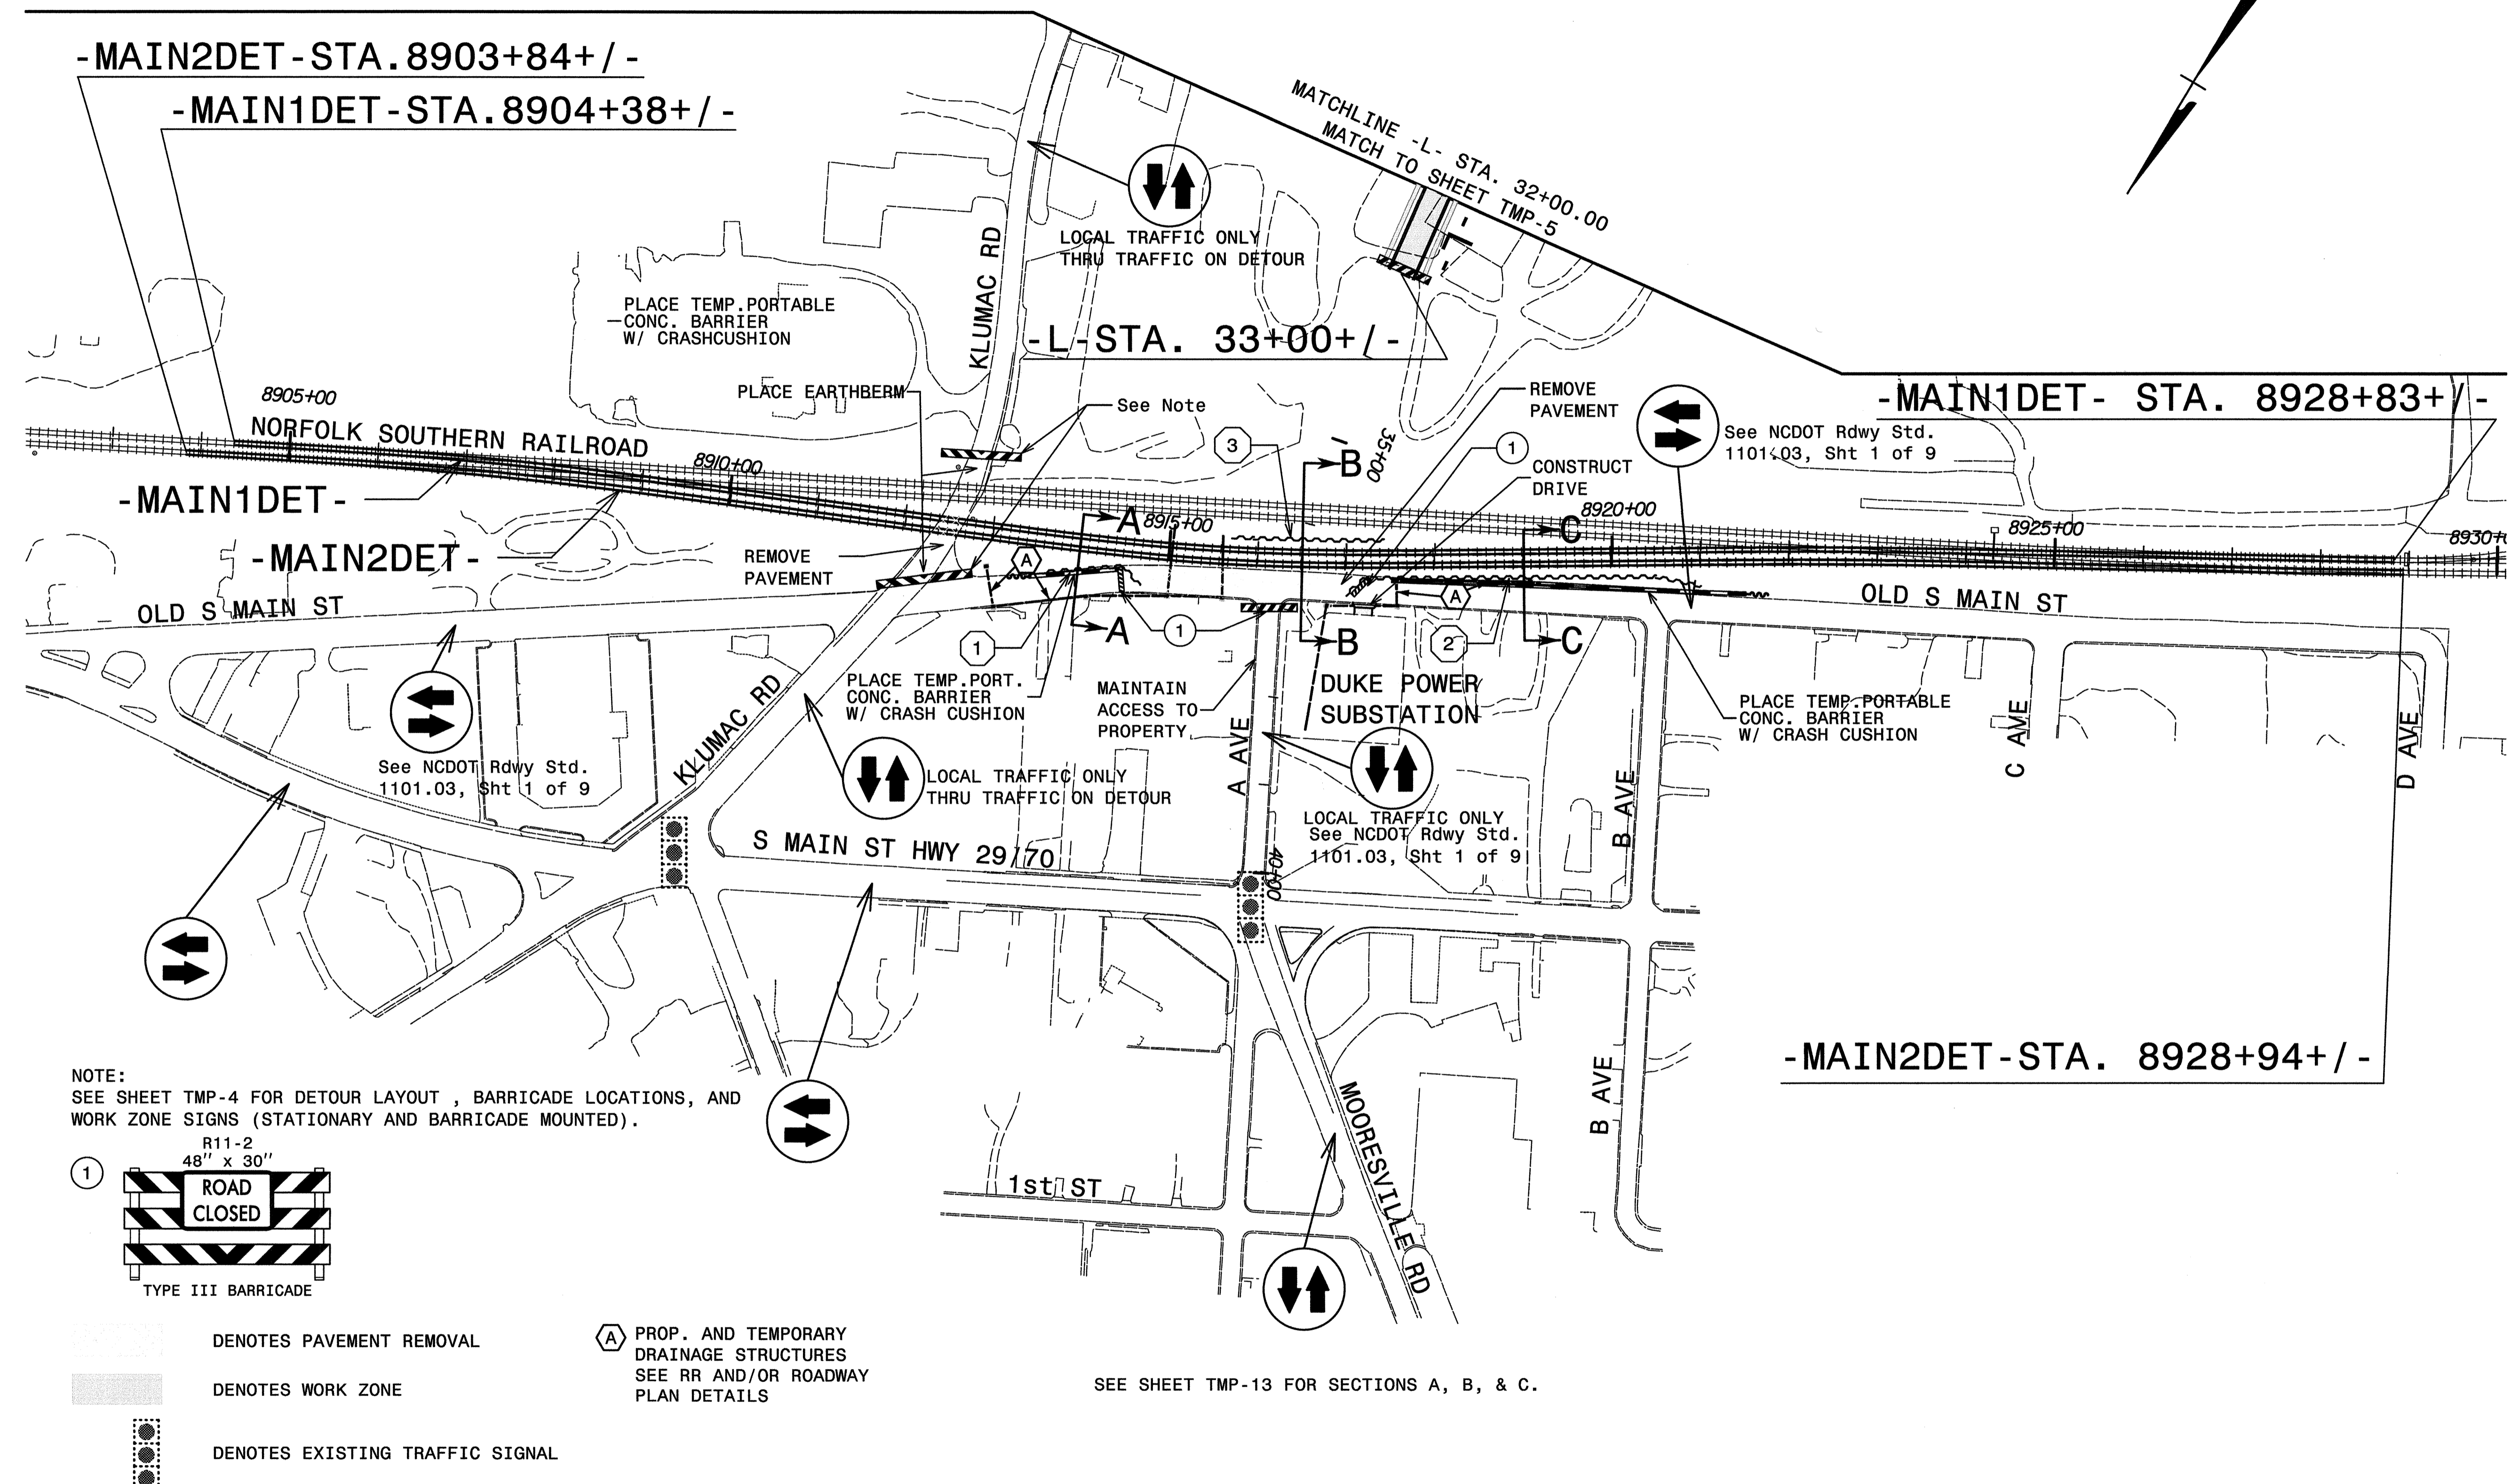 -MAIN2DET-STA.8903+84+/-
-MAIN1DET-STA.8904+38+/-
MATCHLINE -L- STA. 32+00.00
MATCH TO SHEET TMP-5
LOCAL TRAFFIC ONLY
THRU TRAFFIC ON DETOUR
KLUMAC RD
PLACE TEMP.PORTABLE
CONC. BARRIER
W/ CRASHCUSHION
-L-STA. 33+00+/-
PLACE EARTHBERM
See Note
REMOVE
PAVEMENT
-MAIN1DET- STA. 8928+83+/-
See NCDOT Rdwy Std.
1101.03, Sht 1 of 9
8905+00
NORFOLK SOUTHERN RAILROAD
8910+00
3
B
35+00
1
CONSTRUCT
DRIVE
-MAIN1DET-
A
8915+00
C
8920+00
8925+00
8930+0
-MAIN2DET-
REMOVE
PAVEMENT
A
A
OLD S MAIN ST
OLD S MAIN ST
A
1
1
B
2
C
PLACE TEMP.PORT.
CONC. BARRIER
W/ CRASH CUSHION
MAINTAIN
ACCESS TO
PROPERTY
DUKE POWER
SUBSTATION
PLACE TEMP.PORTABLE
CONC. BARRIER
W/ CRASH CUSHION
KLUMAC RD
A AVE
B AVE
C AVE
D AVE
See NCDOT Rdwy Std.
1101.03, Sht 1 of 9
LOCAL TRAFFIC ONLY
THRU TRAFFIC ON DETOUR
LOCAL TRAFFIC ONLY
See NCDOT Rdwy Std.
1101.03, Sht 1 of 9
S MAIN ST HWY 29/70
40+00
-MAIN2DET-STA. 8928+94+/-
B AVE
MOORESVILLE RD
1st ST
NOTE:
SEE SHEET TMP-4 FOR DETOUR LAYOUT , BARRICADE LOCATIONS, AND
WORK ZONE SIGNS (STATIONARY AND BARRICADE MOUNTED).
R11-2
48" x 30"
1
ROAD
CLOSED
TYPE III BARRICADE
DENOTES PAVEMENT REMOVAL
DENOTES WORK ZONE
DENOTES EXISTING TRAFFIC SIGNAL
A
PROP. AND TEMPORARY
DRAINAGE STRUCTURES
SEE RR AND/OR ROADWAY
PLAN DETAILS
SEE SHEET TMP-13 FOR SECTIONS A, B, & C.